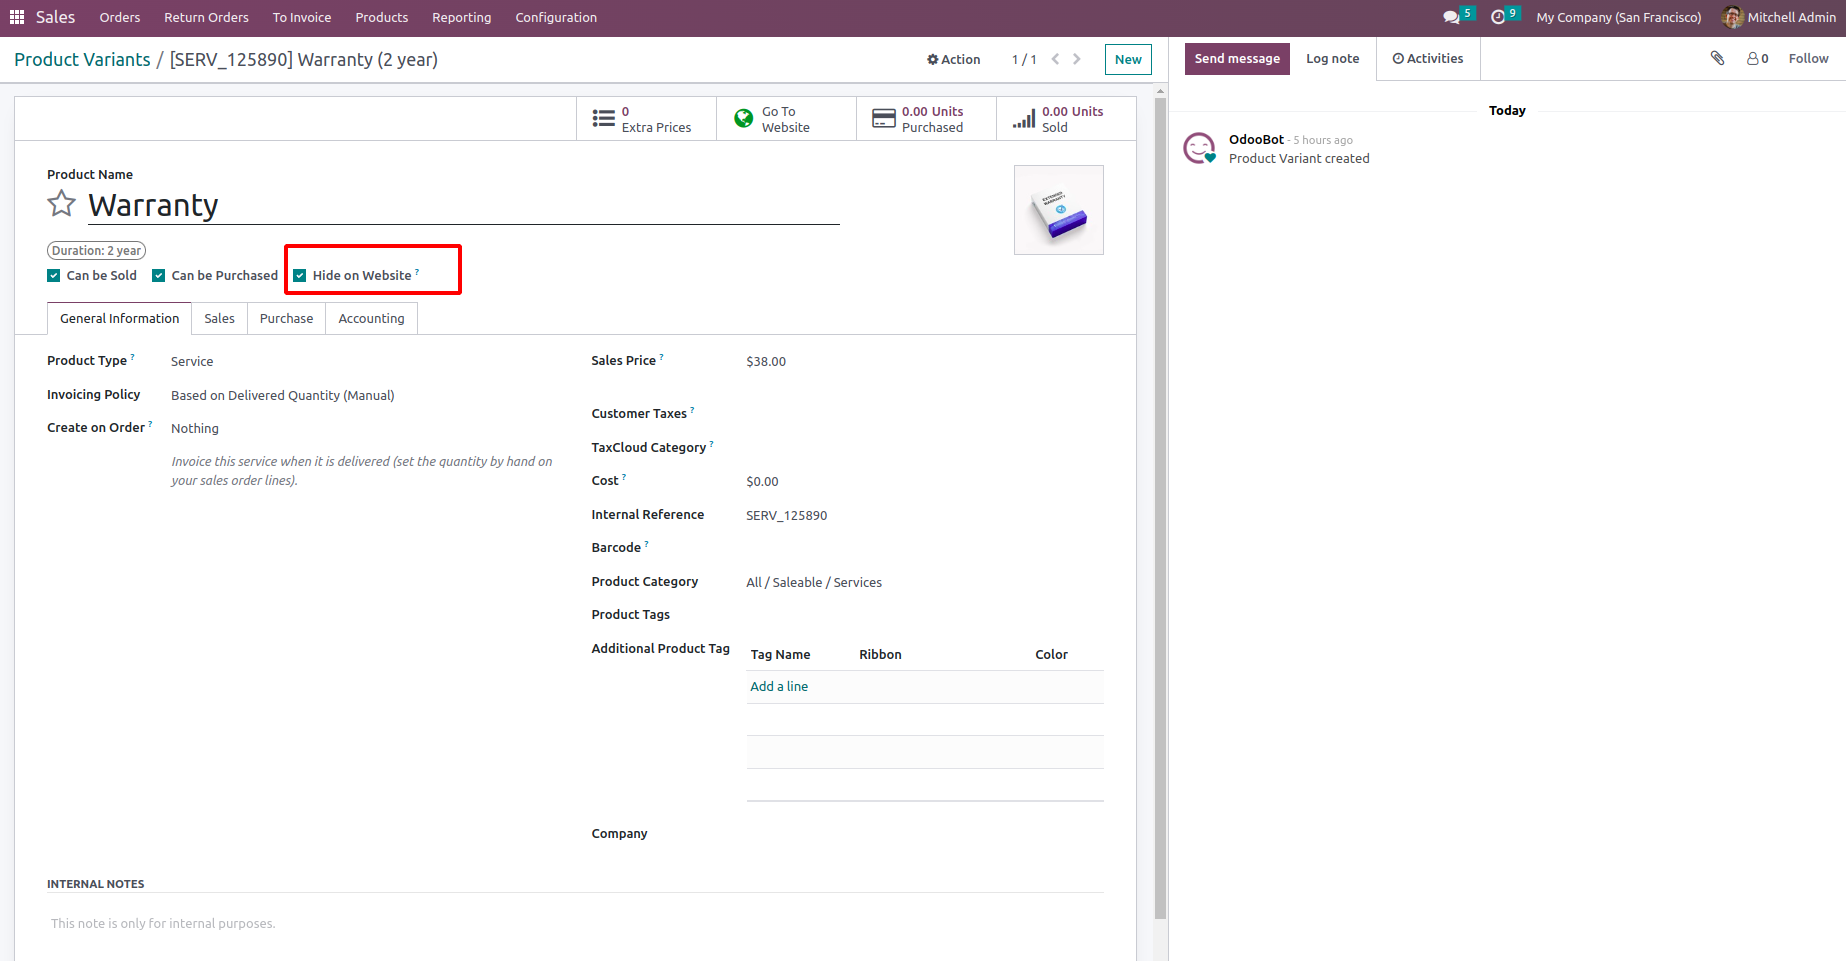 Sales Orders Return Orders To Invoice Products Reporting Configuration 5 9 My Company (San Francisco) Mitchell Admin
Product Variants / [SERV_125890] Warranty (2 year) Action 1 / 1 New Send message Log note Activities 0 Follow
0 Extra Prices
Go To Website
0.00 Units Purchased
0.00 Units Sold
Today
OdooBot - 5 hours ago
Product Variant created
Product Name
Warranty
EXTENDED
WARRANTY
Duration: 2 year
Can be Sold Can be Purchased Hide on Website ?
General Information Sales Purchase Accounting
Product Type ? Service
Invoicing Policy Based on Delivered Quantity (Manual)
Create on Order ? Nothing
Invoice this service when it is delivered (set the quantity by hand on
your sales order lines).
Sales Price ? $38.00
Customer Taxes ?
TaxCloud Category ?
Cost ? $0.00
Internal Reference SERV_125890
Barcode ?
Product Category All / Saleable / Services
Product Tags
Additional Product Tag Tag Name Ribbon Color
Add a line
Company
INTERNAL NOTES
This note is only for internal purposes.